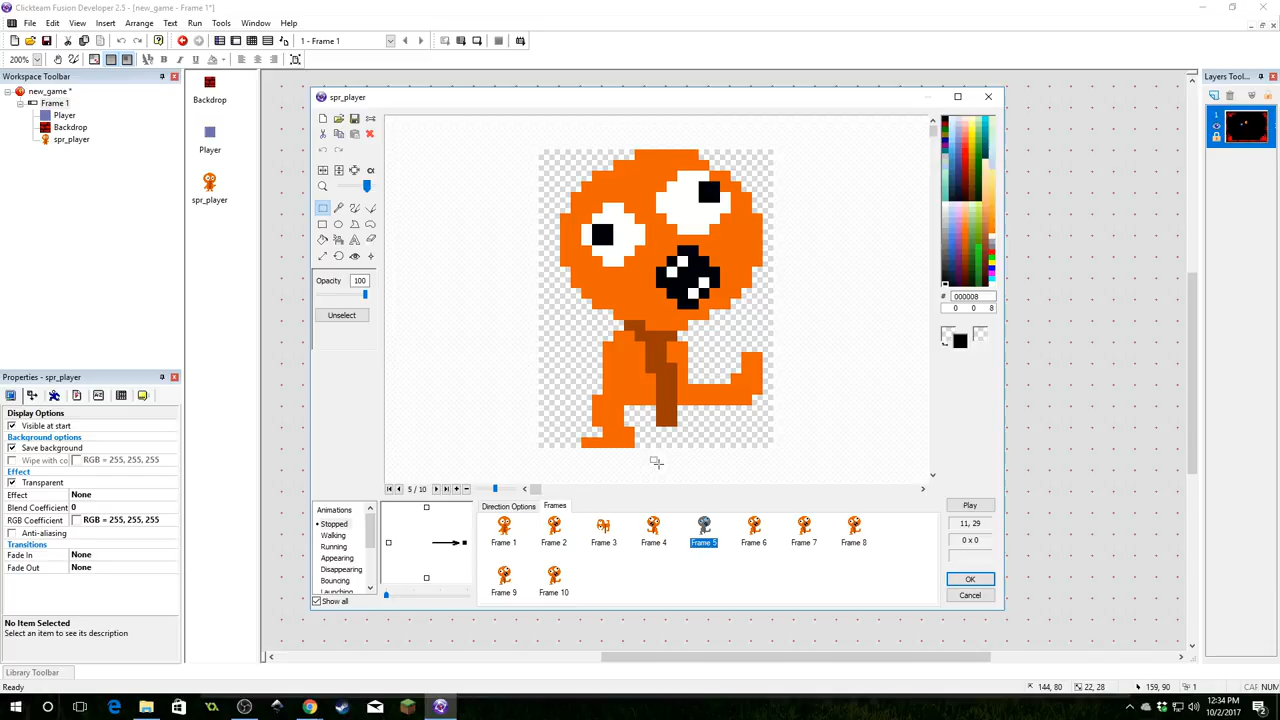 Clickteam Fusion Developer 2.5 - [new_game - Frame 1*]
File Edit View Insert Arrange Text Run Tools Window Help
1 - Frame 1
200%
Workspace Toolbar
new_game *
Frame 1
Player
Backdrop
spr_player
Properties - spr_player
Display Options
Visible at start
Background options
Save background
Wipe with co RGB = 255, 255, 255
Effect
Transparent
Effect None
Blend Coefficient 0
RGB Coefficient RGB = 255, 255, 255
Anti-aliasing
Transitions
Fade In None
Fade Out None
No Item Selected
Select an item to see its description
Library Toolbar
Ready
Backdrop
Player
spr_player
spr_player
Opacity 100
Unselect
# 000008
0 0 8
5 / 10
Animations
Stopped
Walking
Running
Appearing
Disappearing
Bouncing
Launching
Show all
Direction Options Frames
Frame 1 Frame 2 Frame 3 Frame 4 Frame 5 Frame 6 Frame 7 Frame 8
Frame 9 Frame 10
Play
11, 29
0 x 0
OK
Cancel
Layers Tool...
1
144, 80 22, 28 159, 90 1 CAP NUM
12:34 PM
10/2/2017
2